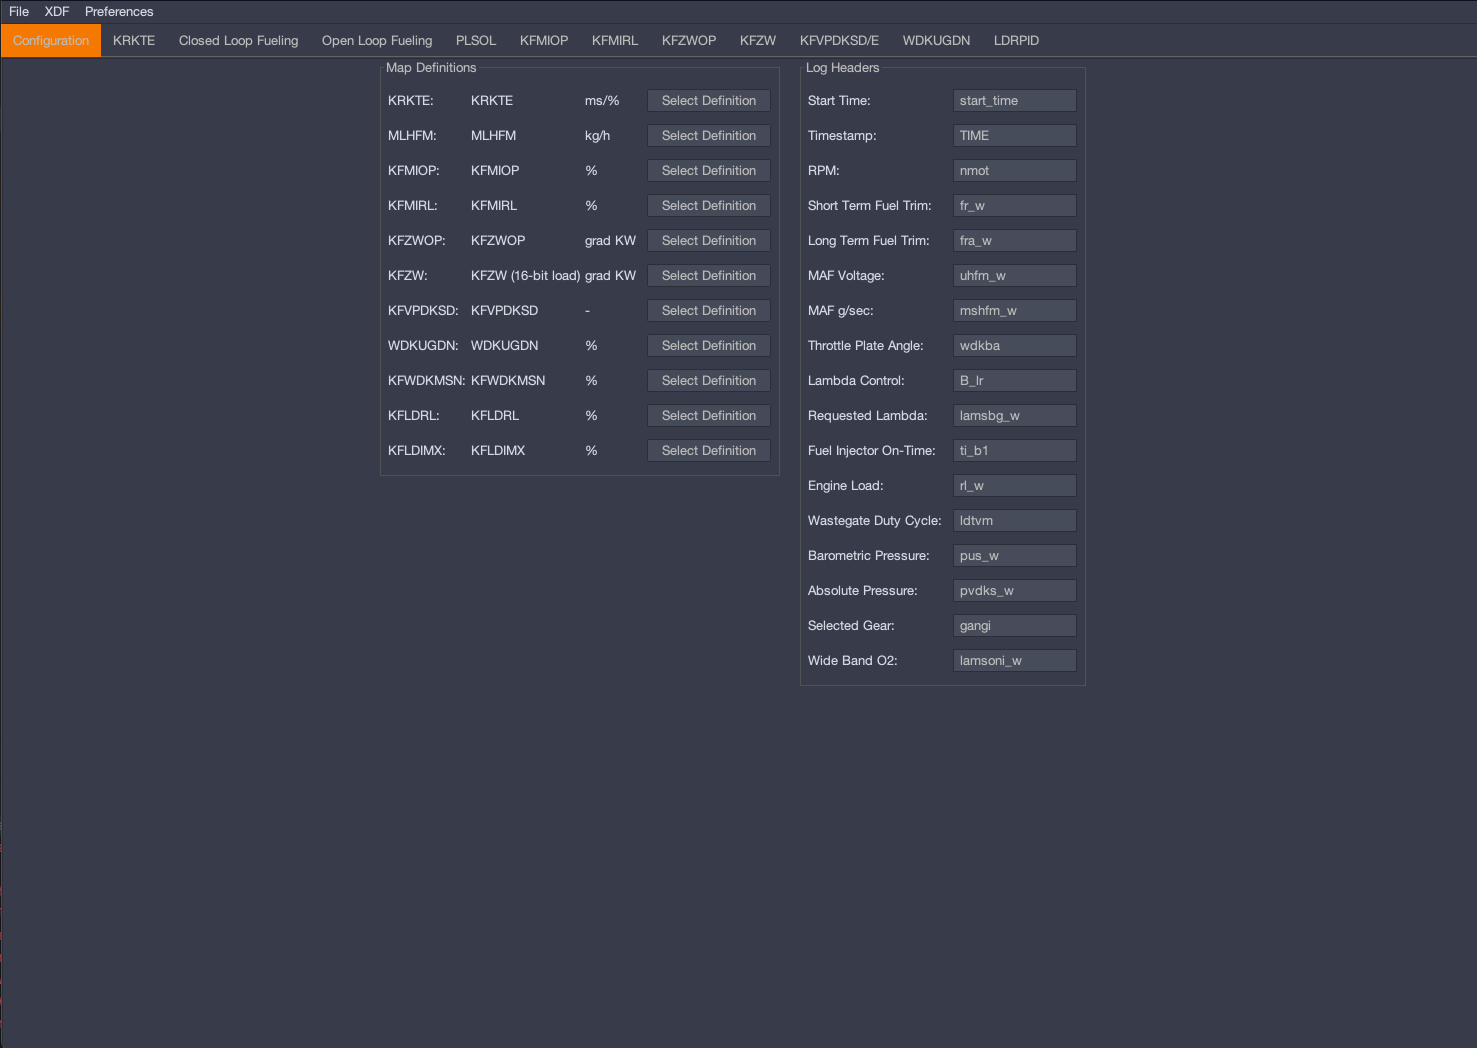 File XDF Preferences
Configuration KRKTE Closed Loop Fueling Open Loop Fueling PLSOL KFMIOP KFMIRL KFZWOP KFZW KFVPDKSD/E WDKUGDN LDRPID
Map Definitions
KRKTE: KRKTE ms/% Select Definition
MLHFM: MLHFM kg/h Select Definition
KFMIOP: KFMIOP % Select Definition
KFMIRL: KFMIRL % Select Definition
KFZWOP: KFZWOP grad KW Select Definition
KFZW: KFZW (16-bit load) grad KW Select Definition
KFVPDKSD: KFVPDKSD - Select Definition
WDKUGDN: WDKUGDN % Select Definition
KFWDKMSN: KFWDKMSN % Select Definition
KFLDRL: KFLDRL % Select Definition
KFLDIMX: KFLDIMX % Select Definition
Log Headers
Start Time: start_time
Timestamp: TIME
RPM: nmot
Short Term Fuel Trim: fr_w
Long Term Fuel Trim: fra_w
MAF Voltage: uhfm_w
MAF g/sec: mshfm_w
Throttle Plate Angle: wdkba
Lambda Control: B_lr
Requested Lambda: lamsbg_w
Fuel Injector On-Time: ti_b1
Engine Load: rl_w
Wastegate Duty Cycle: ldtvm
Barometric Pressure: pus_w
Absolute Pressure: pvdks_w
Selected Gear: gangi
Wide Band O2: lamsoni_w